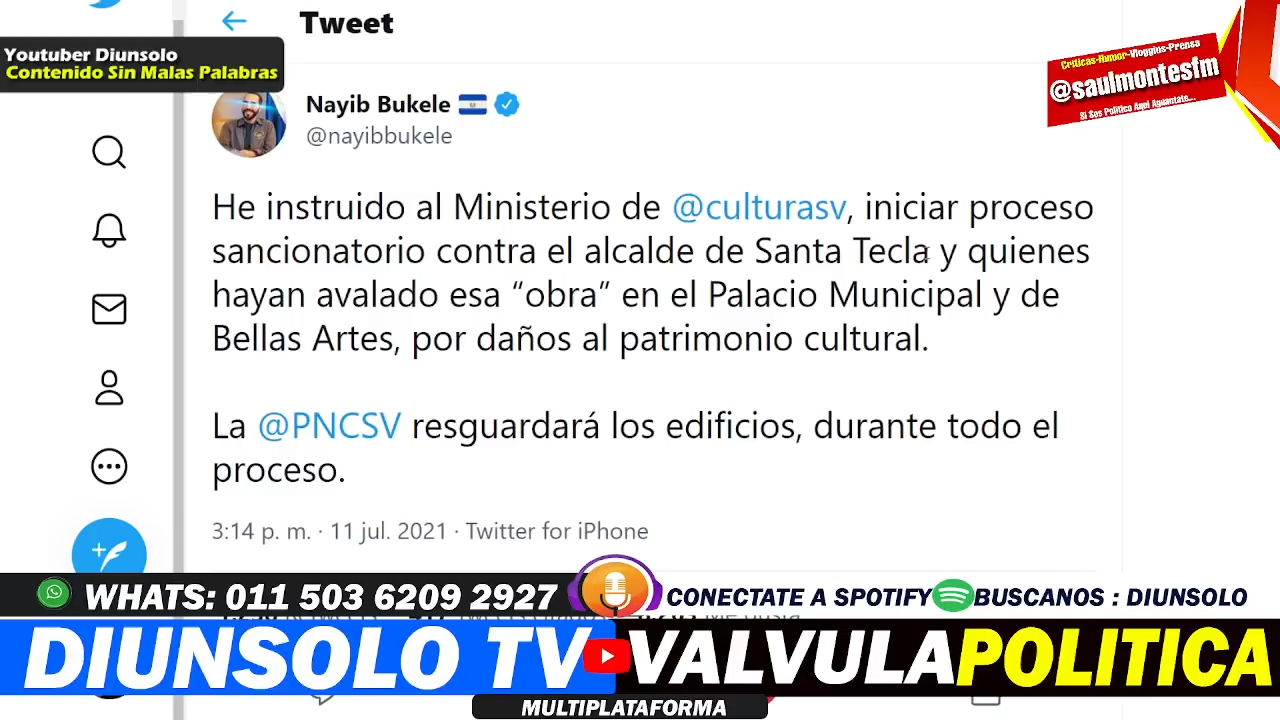 Tweet
Youtuber Diunsolo
Contenido Sin Malas Palabras
Criticas-Humor-Vloggins-Prensa
@saulmontesfm
Si Sos Politico Aqui Aguantate...
Nayib Bukele
@nayibbukele
He instruido al Ministerio de @culturasv, iniciar proceso
sancionatorio contra el alcalde de Santa Tecla y quienes
hayan avalado esa “obra” en el Palacio Municipal y de
Bellas Artes, por daños al patrimonio cultural.
La @PNCSV resguardará los edificios, durante todo el
proceso.
3:14 p. m. · 11 jul. 2021 · Twitter for iPhone
WHATS: 011 503 6209 2927
CONECTATE A SPOTIFY BUSCANOS : DIUNSOLO
DIUNSOLO TV VALVULA POLITICA
MULTIPLATAFORMA